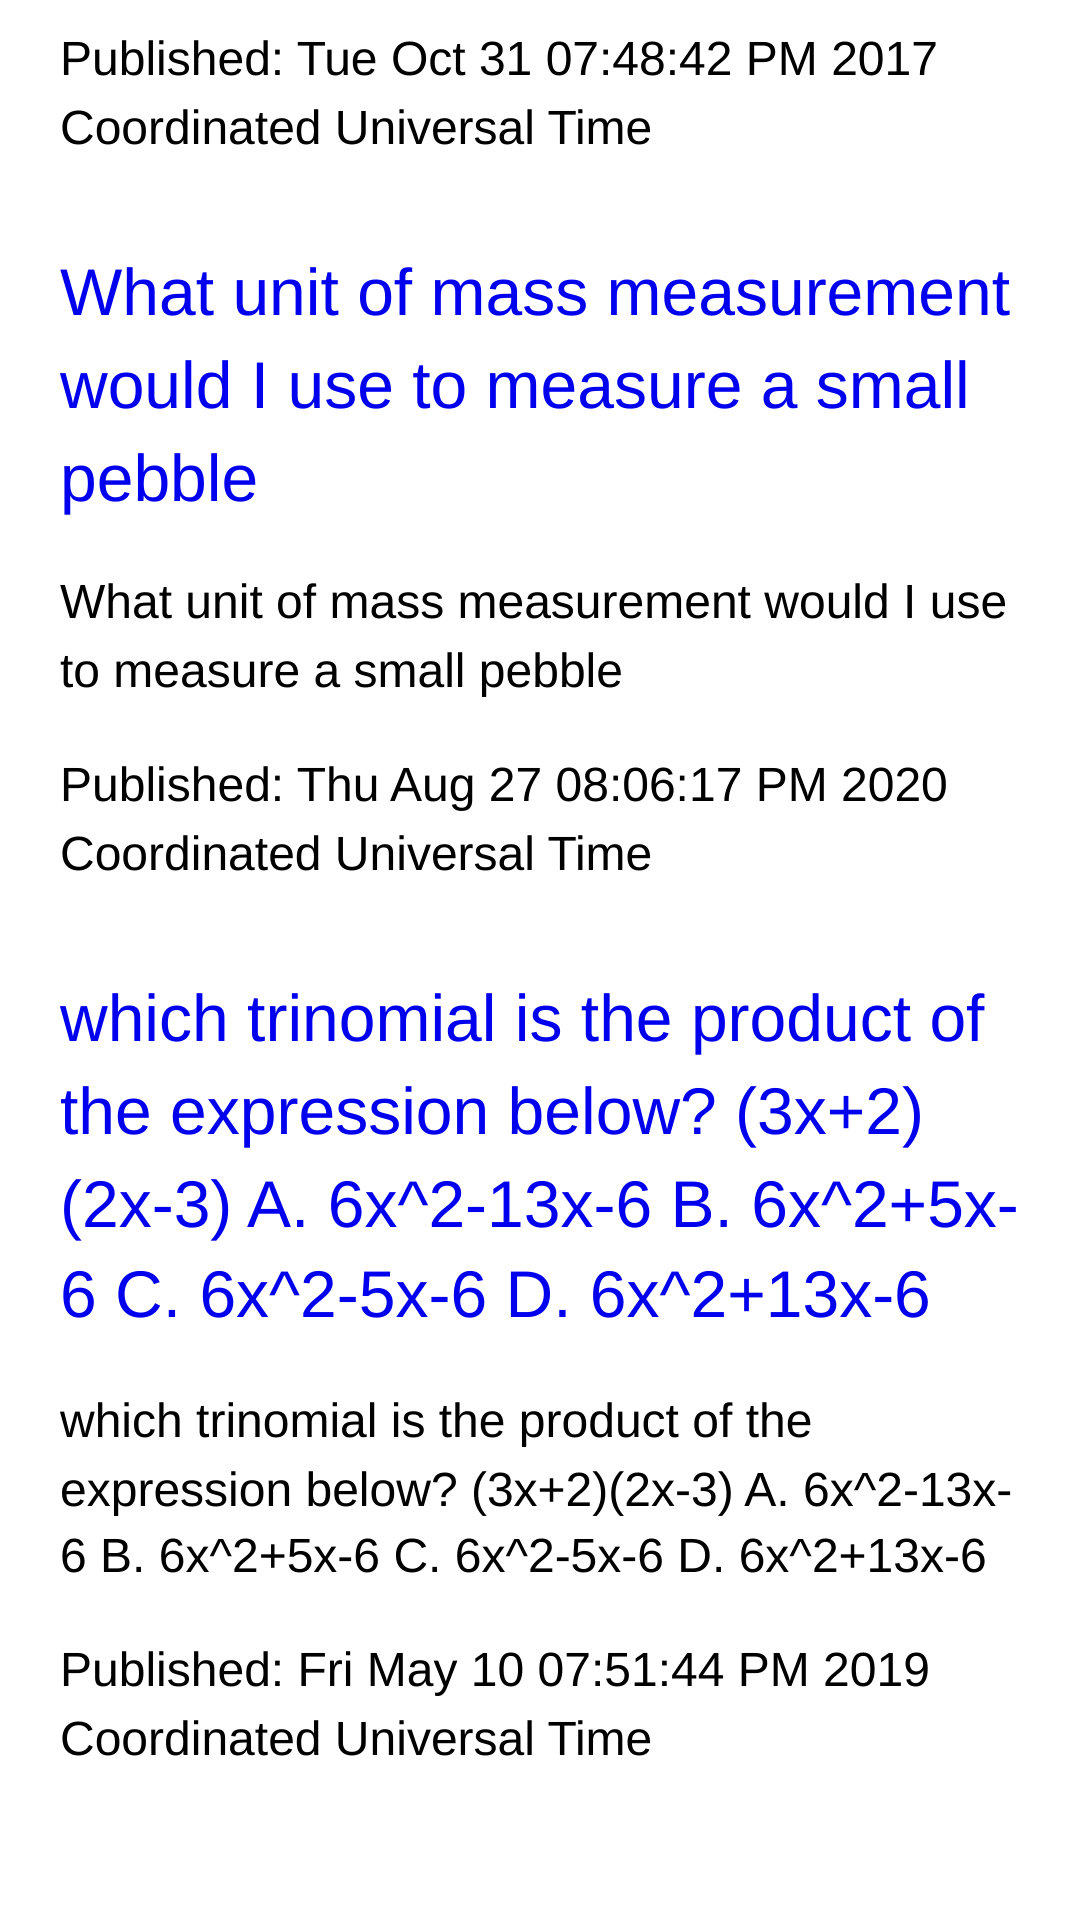 Published: Tue Oct 31 07:48:42 PM 2017
Coordinated Universal Time
What unit of mass measurement
would I use to measure a small
pebble
What unit of mass measurement would I use
to measure a small pebble
Published: Thu Aug 27 08:06:17 PM 2020
Coordinated Universal Time
which trinomial is the product of
the expression below? (3x+2)
(2x-3) A. 6x^2-13x-6 B. 6x^2+5x-
6 C. 6x^2-5x-6 D. 6x^2+13x-6
which trinomial is the product of the
expression below? (3x+2)(2x-3) A. 6x^2-13x-
6 B. 6x^2+5x-6 C. 6x^2-5x-6 D. 6x^2+13x-6
Published: Fri May 10 07:51:44 PM 2019
Coordinated Universal Time